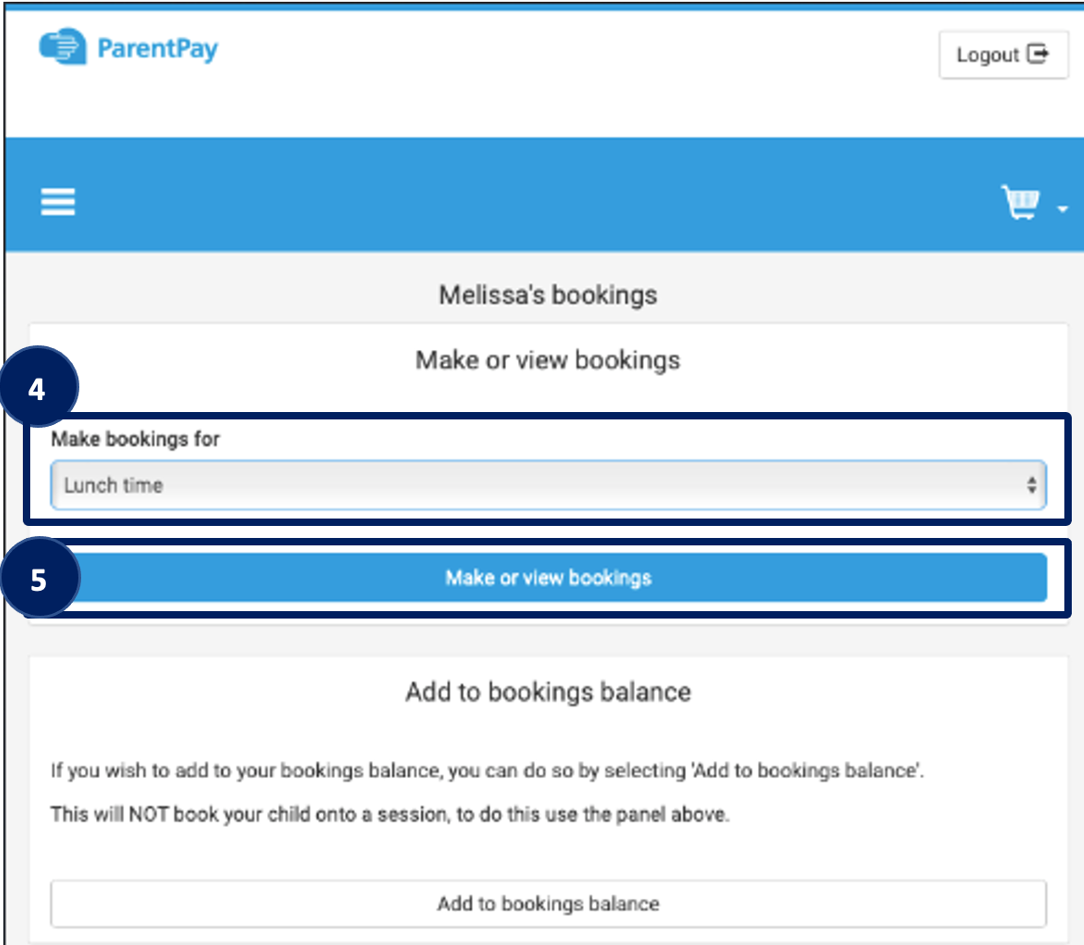 ParentPay
Logout
Melissa's bookings
Make or view bookings
4
Make bookings for
Lunch time
5
Make or view bookings
Add to bookings balance
If you wish to add to your bookings balance, you can do so by selecting 'Add to bookings balance'.
This will NOT book your child onto a session, to do this use the panel above.
Add to bookings balance